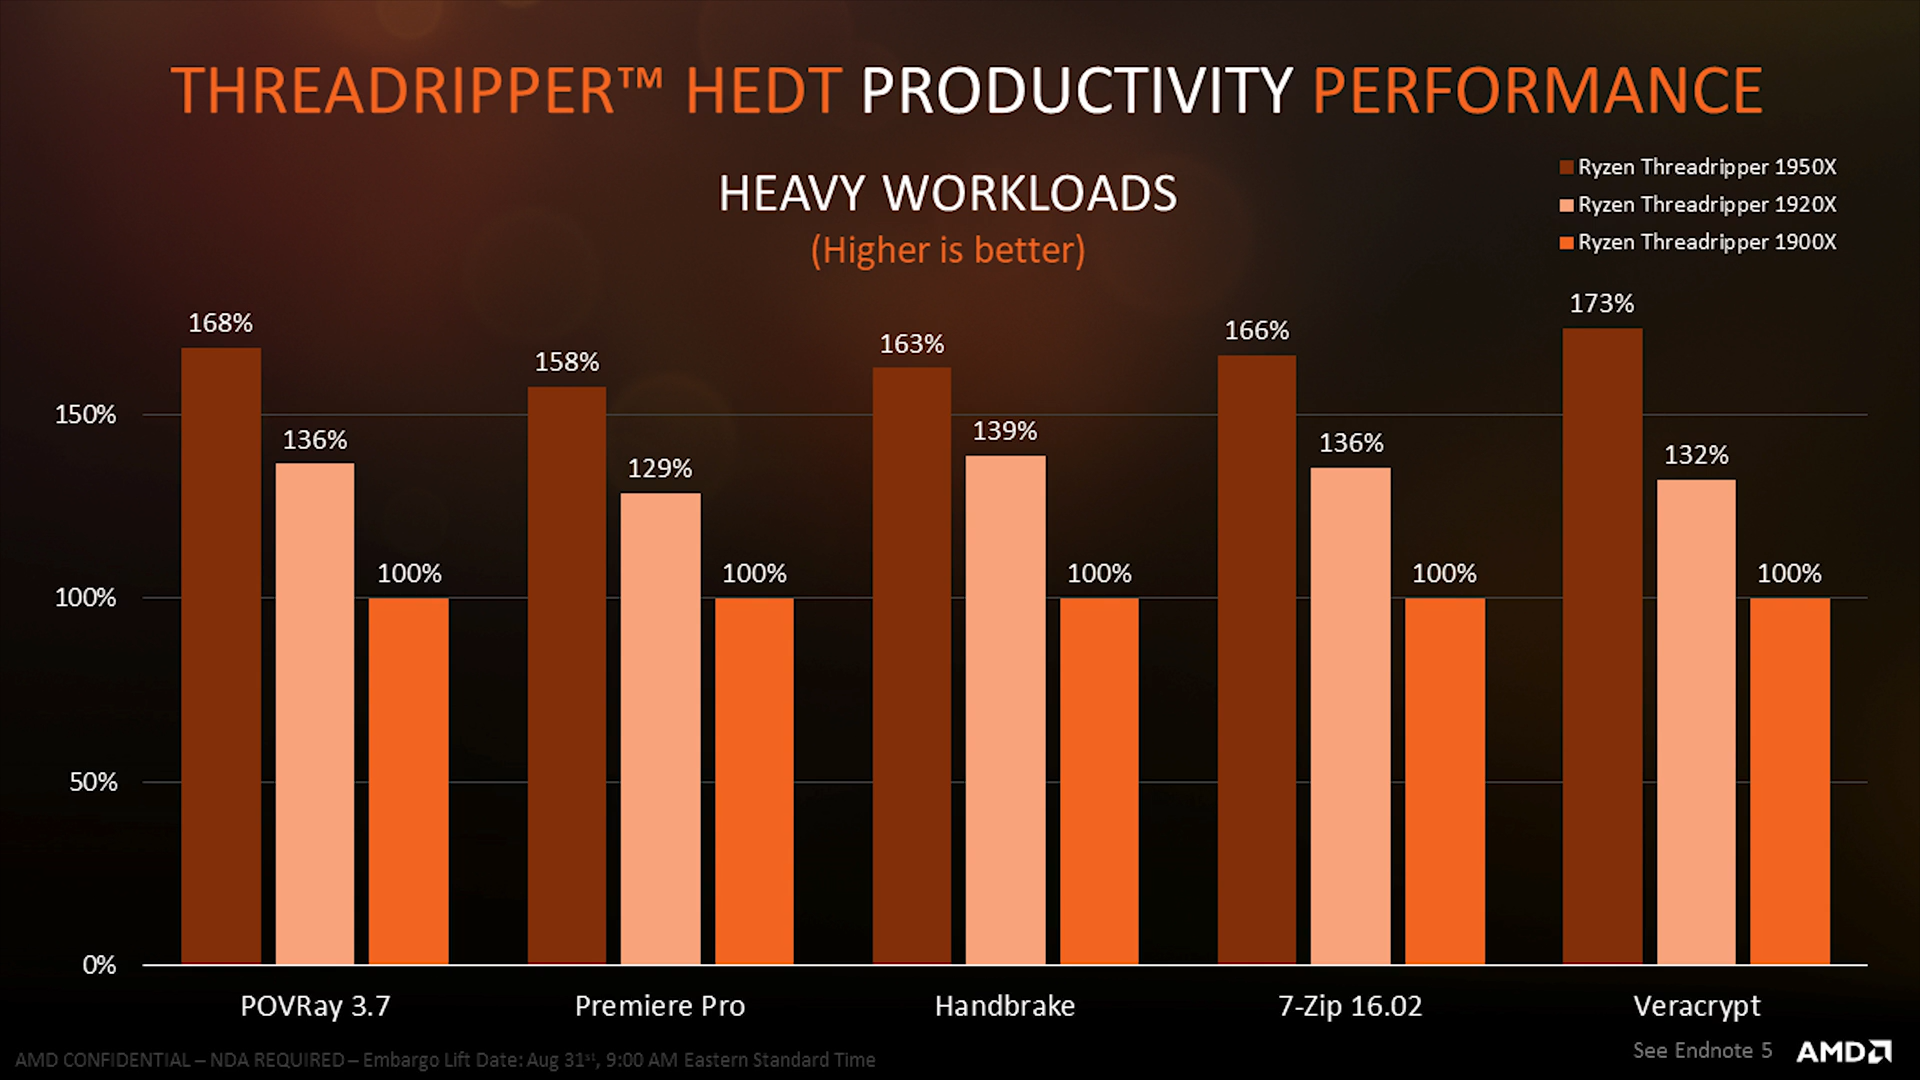 THREADRIPPER™ HEDT PRODUCTIVITY PERFORMANCE
HEAVY WORKLOADS
(Higher is better)
Ryzen Threadripper 1950X
Ryzen Threadripper 1920X
Ryzen Threadripper 1900X
168%
136%
100%
158%
129%
100%
163%
139%
100%
166%
136%
100%
173%
132%
100%
150%
100%
50%
0%
POVRay 3.7
Premiere Pro
Handbrake
7-Zip 16.02
Veracrypt
AMD CONFIDENTIAL – NDA REQUIRED – Embargo Lift Date: Aug 31st, 9:00 AM Eastern Standard Time
See Endnote 5
AMD